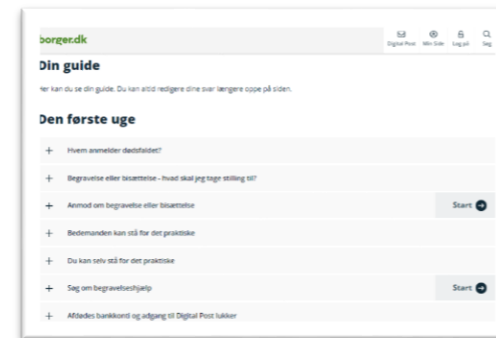 borger.dk
Digital Post Min Side Log på Søg
Din guide
Her kan du se din guide. Du kan altid redigere dine svar længere oppe på siden.
Den første uge
Hvem anmelder dødsfaldet?
Begravelse eller bisættelse - hvad skal jeg tage stilling til?
Anmod om begravelse eller bisættelse Start
Bedemanden kan stå for det praktiske
Du kan selv stå for det praktiske
Søg om begravelseshjælp Start
Afdødes bankkonti og adgang til Digital Post lukker